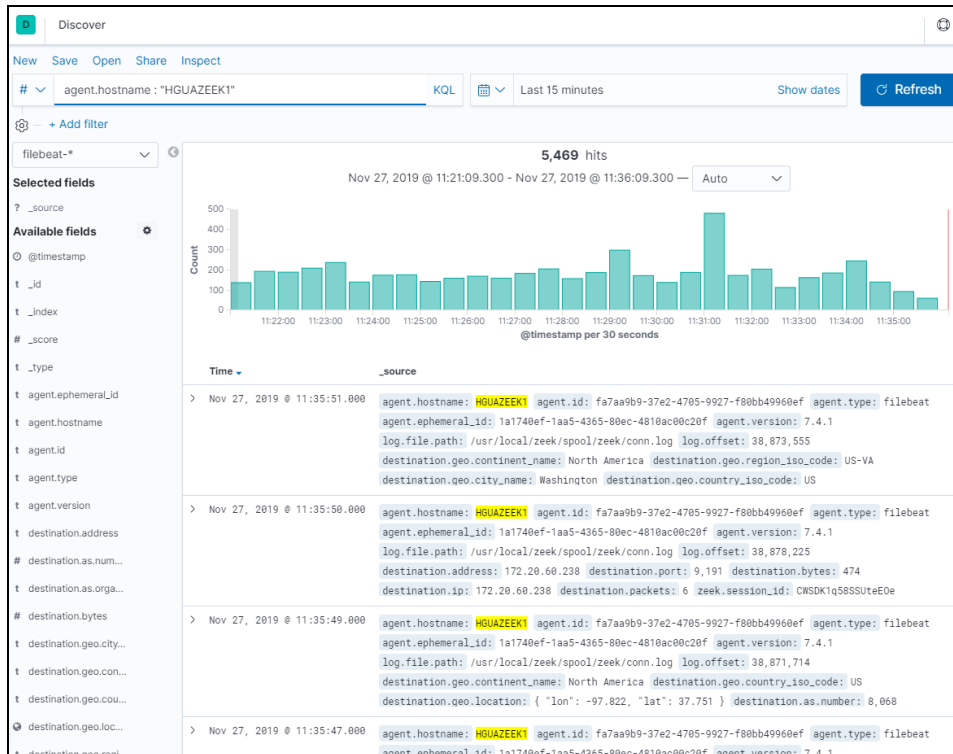 D Discover
New Save Open Share Inspect
# agent.hostname : "HGUAZEEK1" KQL Last 15 minutes Show dates Refresh
+ Add filter
filebeat-*
Selected fields
? _source
Available fields
@timestamp
t _id
t _index
# _score
t _type
t agent.ephemeral_id
t agent.hostname
t agent.id
t agent.type
t agent.version
t destination.address
# destination.as.num...
t destination.as.orga...
# destination.bytes
t destination.geo.city...
t destination.geo.con...
t destination.geo.cou...
destination.geo.loc...
t destination.geo.regi...
5,469 hits
Nov 27, 2019 @ 11:21:09.300 - Nov 27, 2019 @ 11:36:09.300 — Auto
Count
500
400
300
200
100
0
11:22:00 11:23:00 11:24:00 11:25:00 11:26:00 11:27:00 11:28:00 11:29:00 11:30:00 11:31:00 11:32:00 11:33:00 11:34:00 11:35:00
@timestamp per 30 seconds
Time _source
Nov 27, 2019 @ 11:35:51.000 agent.hostname: HGUAZEEK1 agent.id: fa7aa9b9-37e2-4705-9927-f80bb49960ef agent.type: filebeat
agent.ephemeral_id: 1a1740ef-1aa5-4365-80ec-4810ac00c20f agent.version: 7.4.1
log.file.path: /usr/local/zeek/spool/zeek/conn.log log.offset: 38,873,555
destination.geo.continent_name: North America destination.geo.region_iso_code: US-VA
destination.geo.city_name: Washington destination.geo.country_iso_code: US
Nov 27, 2019 @ 11:35:50.000 agent.hostname: HGUAZEEK1 agent.id: fa7aa9b9-37e2-4705-9927-f80bb49960ef agent.type: filebeat
agent.ephemeral_id: 1a1740ef-1aa5-4365-80ec-4810ac00c20f agent.version: 7.4.1
log.file.path: /usr/local/zeek/spool/zeek/conn.log log.offset: 38,878,225
destination.address: 172.20.60.238 destination.port: 9,191 destination.bytes: 474
destination.ip: 172.20.60.238 destination.packets: 6 zeek.session_id: CWSDK1q58SSUteEOe
Nov 27, 2019 @ 11:35:49.000 agent.hostname: HGUAZEEK1 agent.id: fa7aa9b9-37e2-4705-9927-f80bb49960ef agent.type: filebeat
agent.ephemeral_id: 1a1740ef-1aa5-4365-80ec-4810ac00c20f agent.version: 7.4.1
log.file.path: /usr/local/zeek/spool/zeek/conn.log log.offset: 38,871,714
destination.geo.continent_name: North America destination.geo.country_iso_code: US
destination.geo.location: { "lon": -97.822, "lat": 37.751 } destination.as.number: 8,068
Nov 27, 2019 @ 11:35:47.000 agent.hostname: HGUAZEEK1 agent.id: fa7aa9b9-37e2-4705-9927-f80bb49960ef agent.type: filebeat
agent.ephemeral_id: 1a1740ef-1aa5-4365-80ec-4810ac00c20f agent.version: 7.4.1